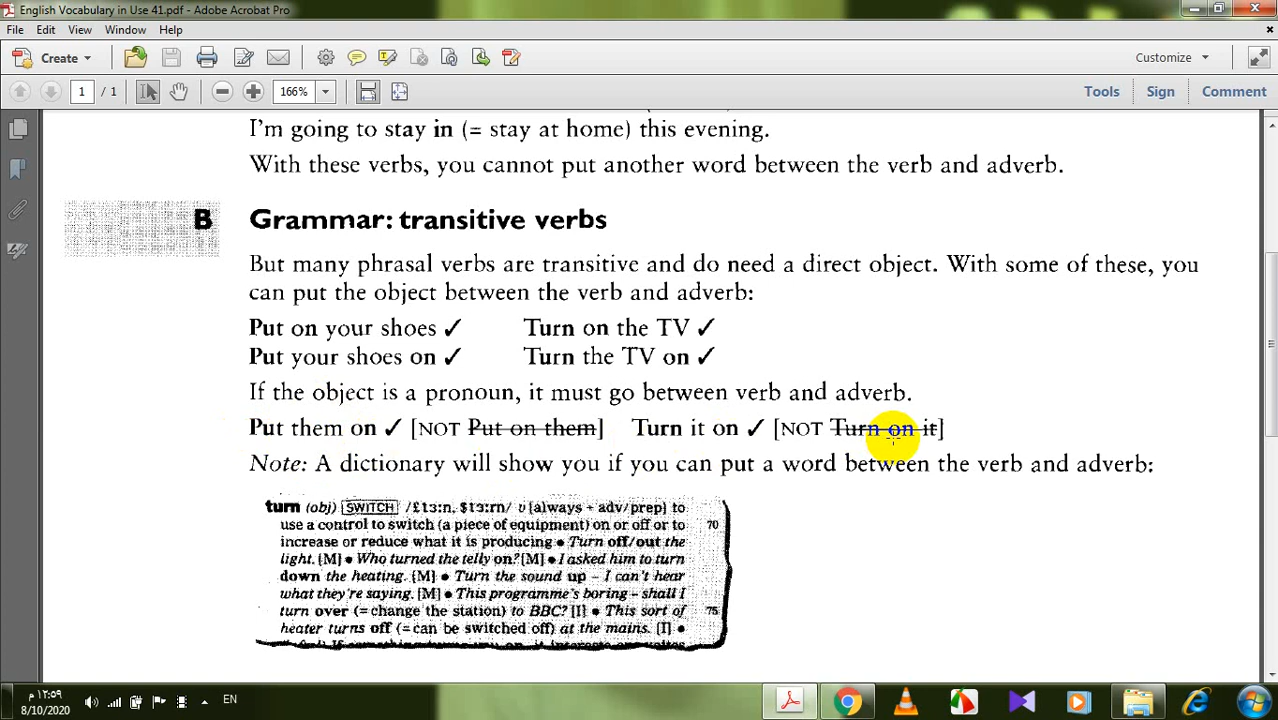 English Vocabulary in Use 41.pdf - Adobe Acrobat Pro
File Edit View Window Help
Create Customize
1 / 1 166% Tools Sign Comment
I'm going to stay in (= stay at home) this evening.
With these verbs, you cannot put another word between the verb and adverb.
B Grammar: transitive verbs
But many phrasal verbs are transitive and do need a direct object. With some of these, you
can put the object between the verb and adverb:
Put on your shoes ✓ Turn on the TV ✓
Put your shoes on ✓ Turn the TV on ✓
If the object is a pronoun, it must go between verb and adverb.
Put them on ✓ [NOT Put on them] Turn it on ✓ [NOT Turn on it]
Note: A dictionary will show you if you can put a word between the verb and adverb:
turn (obj) SWITCH /£tɜːn, $tɜːrn/ v [always + adv/prep] to
use a control to switch (a piece of equipment) on or off or to 70
increase or reduce what it is producing • Turn off/out the
light. [M] • Who turned the telly on? [M] • I asked him to turn
down the heating. [M] • Turn the sound up – I can't hear
what they're saying. [M] • This programme's boring – shall I
turn over (= change the station) to BBC? [I] • This sort of 75
heater turns off (= can be switched off) at the mains. [I] •
EN ١٢:٥٩ م
8/10/2020